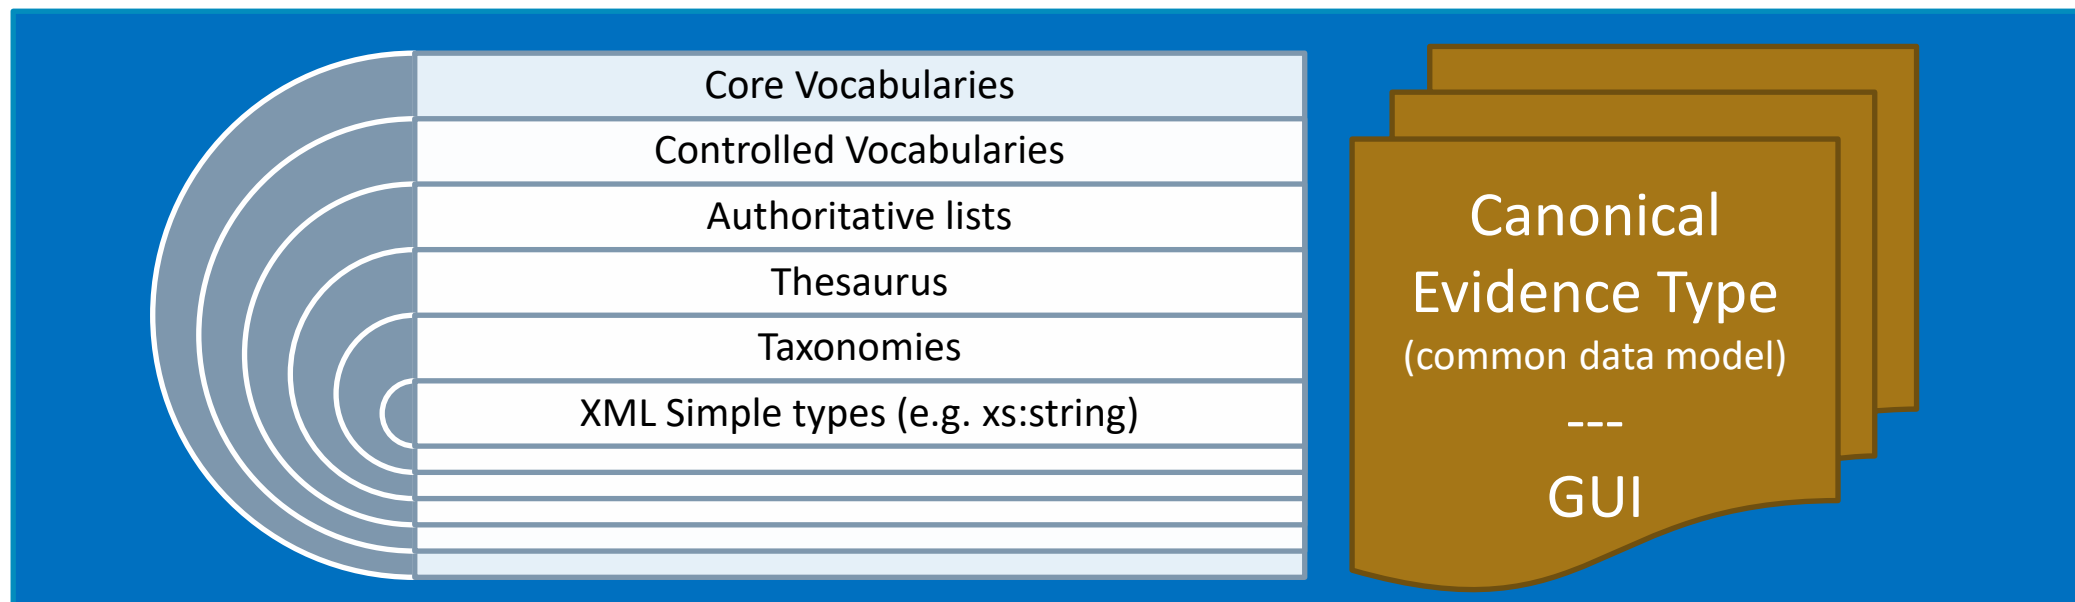 Core Vocabularies
Controlled Vocabularies
Authoritative lists
Thesaurus
Taxonomies
XML Simple types (e.g. xs:string)
Canonical
Evidence Type
(common data model)
---
GUI